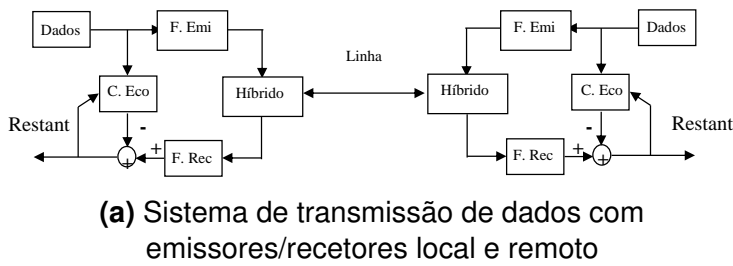 Dados
F. Emi
F. Emi
Dados
Linha
C. Eco
Híbrido
Híbrido
C. Eco
Restant
-
-
Restant
+
+
F. Rec
F. Rec
+
+
(a) Sistema de transmissão de dados com
emissores/recetores local e remoto